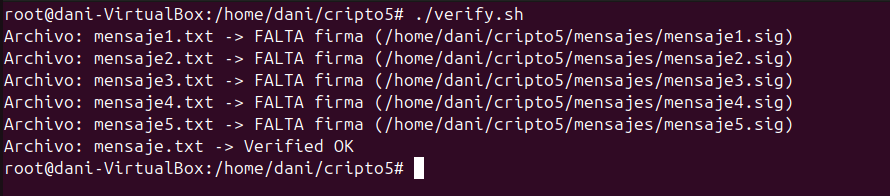 root@dani-VirtualBox:/home/dani/cripto5# ./verify.sh
Archivo: mensaje1.txt -> FALTA firma (/home/dani/cripto5/mensajes/mensaje1.sig)
Archivo: mensaje2.txt -> FALTA firma (/home/dani/cripto5/mensajes/mensaje2.sig)
Archivo: mensaje3.txt -> FALTA firma (/home/dani/cripto5/mensajes/mensaje3.sig)
Archivo: mensaje4.txt -> FALTA firma (/home/dani/cripto5/mensajes/mensaje4.sig)
Archivo: mensaje5.txt -> FALTA firma (/home/dani/cripto5/mensajes/mensaje5.sig)
Archivo: mensaje.txt -> Verified OK
root@dani-VirtualBox:/home/dani/cripto5#